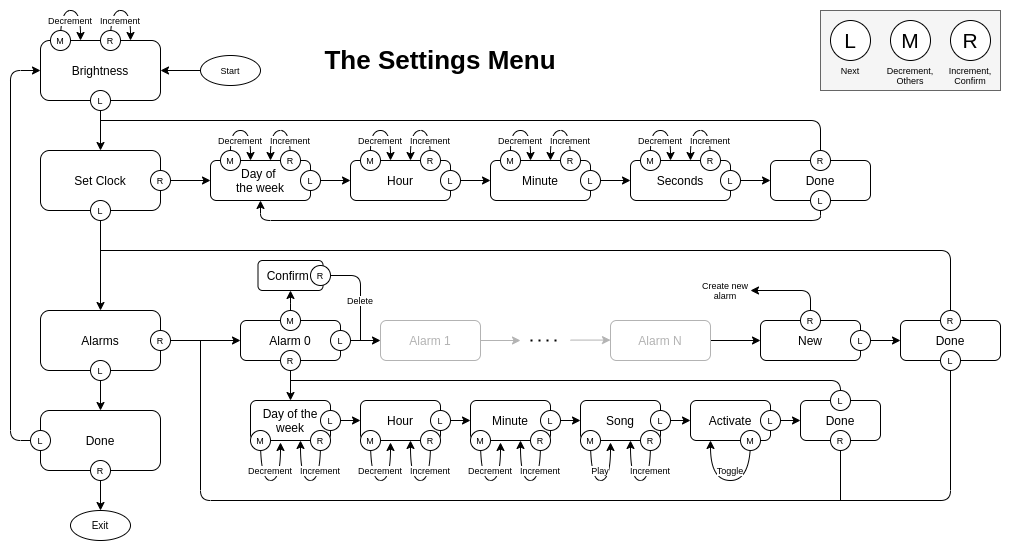 Decrement Increment
M R
Brightness
L
Start
The Settings Menu
L M R
Next Decrement, Increment,
Others Confirm
Decrement Increment Decrement Increment Decrement Increment Decrement Increment
M R M R M R M R R
Set Clock R Day of L Hour L Minute L Seconds L Done
the week
L L
Confirm R
Delete
Create new
alarm
M R R
Alarms R Alarm 0 L Alarm 1 .... Alarm N New L Done
L R L
L
Day of the L Hour L Minute L Song L Activate L Done
week
M R M R M R M R M R
Decrement Increment Decrement Increment Decrement Increment Play Increment Toggle
L Done
R
Exit